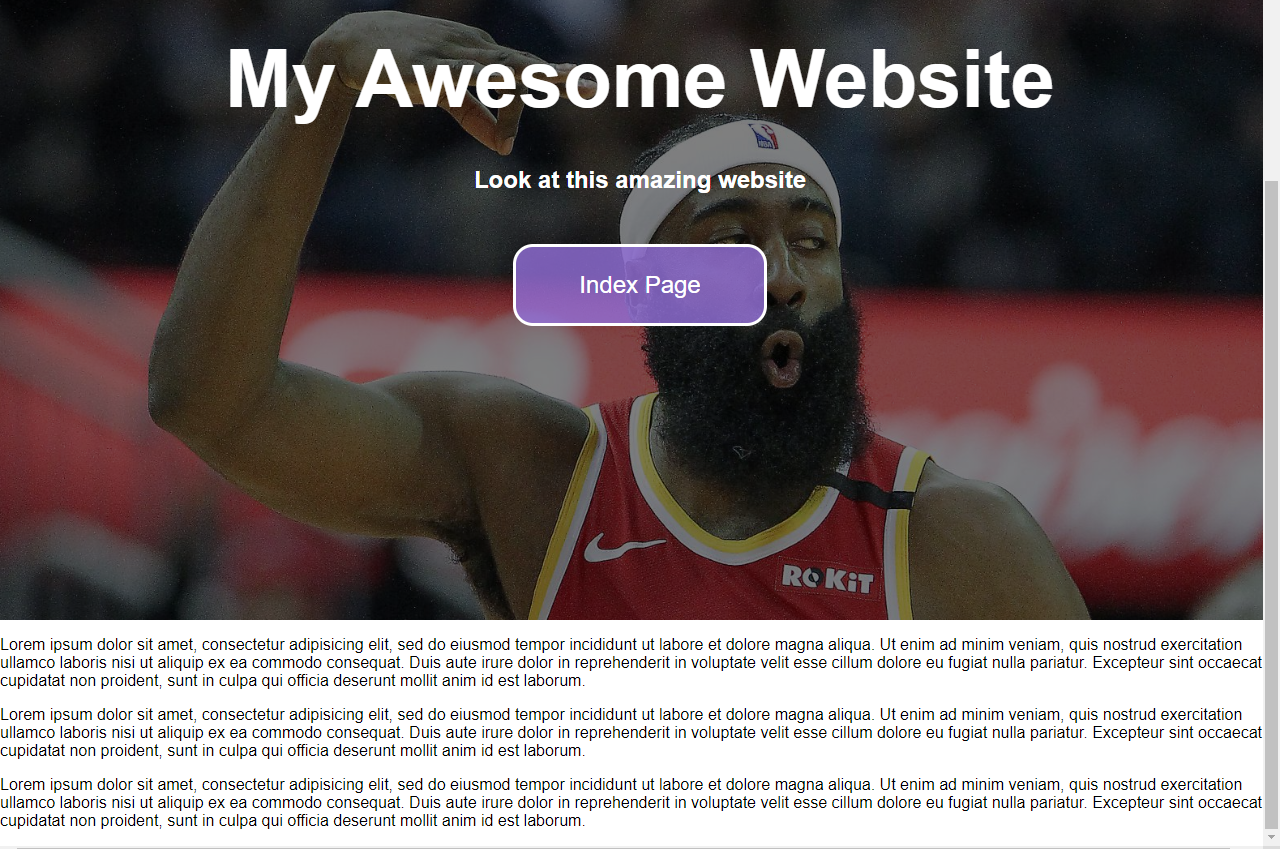 My Awesome Website
Look at this amazing website
Index Page
ROKiT
Lorem ipsum dolor sit amet, consectetur adipisicing elit, sed do eiusmod tempor incididunt ut labore et dolore magna aliqua. Ut enim ad minim veniam, quis nostrud exercitation
ullamco laboris nisi ut aliquip ex ea commodo consequat. Duis aute irure dolor in reprehenderit in voluptate velit esse cillum dolore eu fugiat nulla pariatur. Excepteur sint occaecat
cupidatat non proident, sunt in culpa qui officia deserunt mollit anim id est laborum.
Lorem ipsum dolor sit amet, consectetur adipisicing elit, sed do eiusmod tempor incididunt ut labore et dolore magna aliqua. Ut enim ad minim veniam, quis nostrud exercitation
ullamco laboris nisi ut aliquip ex ea commodo consequat. Duis aute irure dolor in reprehenderit in voluptate velit esse cillum dolore eu fugiat nulla pariatur. Excepteur sint occaecat
cupidatat non proident, sunt in culpa qui officia deserunt mollit anim id est laborum.
Lorem ipsum dolor sit amet, consectetur adipisicing elit, sed do eiusmod tempor incididunt ut labore et dolore magna aliqua. Ut enim ad minim veniam, quis nostrud exercitation
ullamco laboris nisi ut aliquip ex ea commodo consequat. Duis aute irure dolor in reprehenderit in voluptate velit esse cillum dolore eu fugiat nulla pariatur. Excepteur sint occaecat
cupidatat non proident, sunt in culpa qui officia deserunt mollit anim id est laborum.